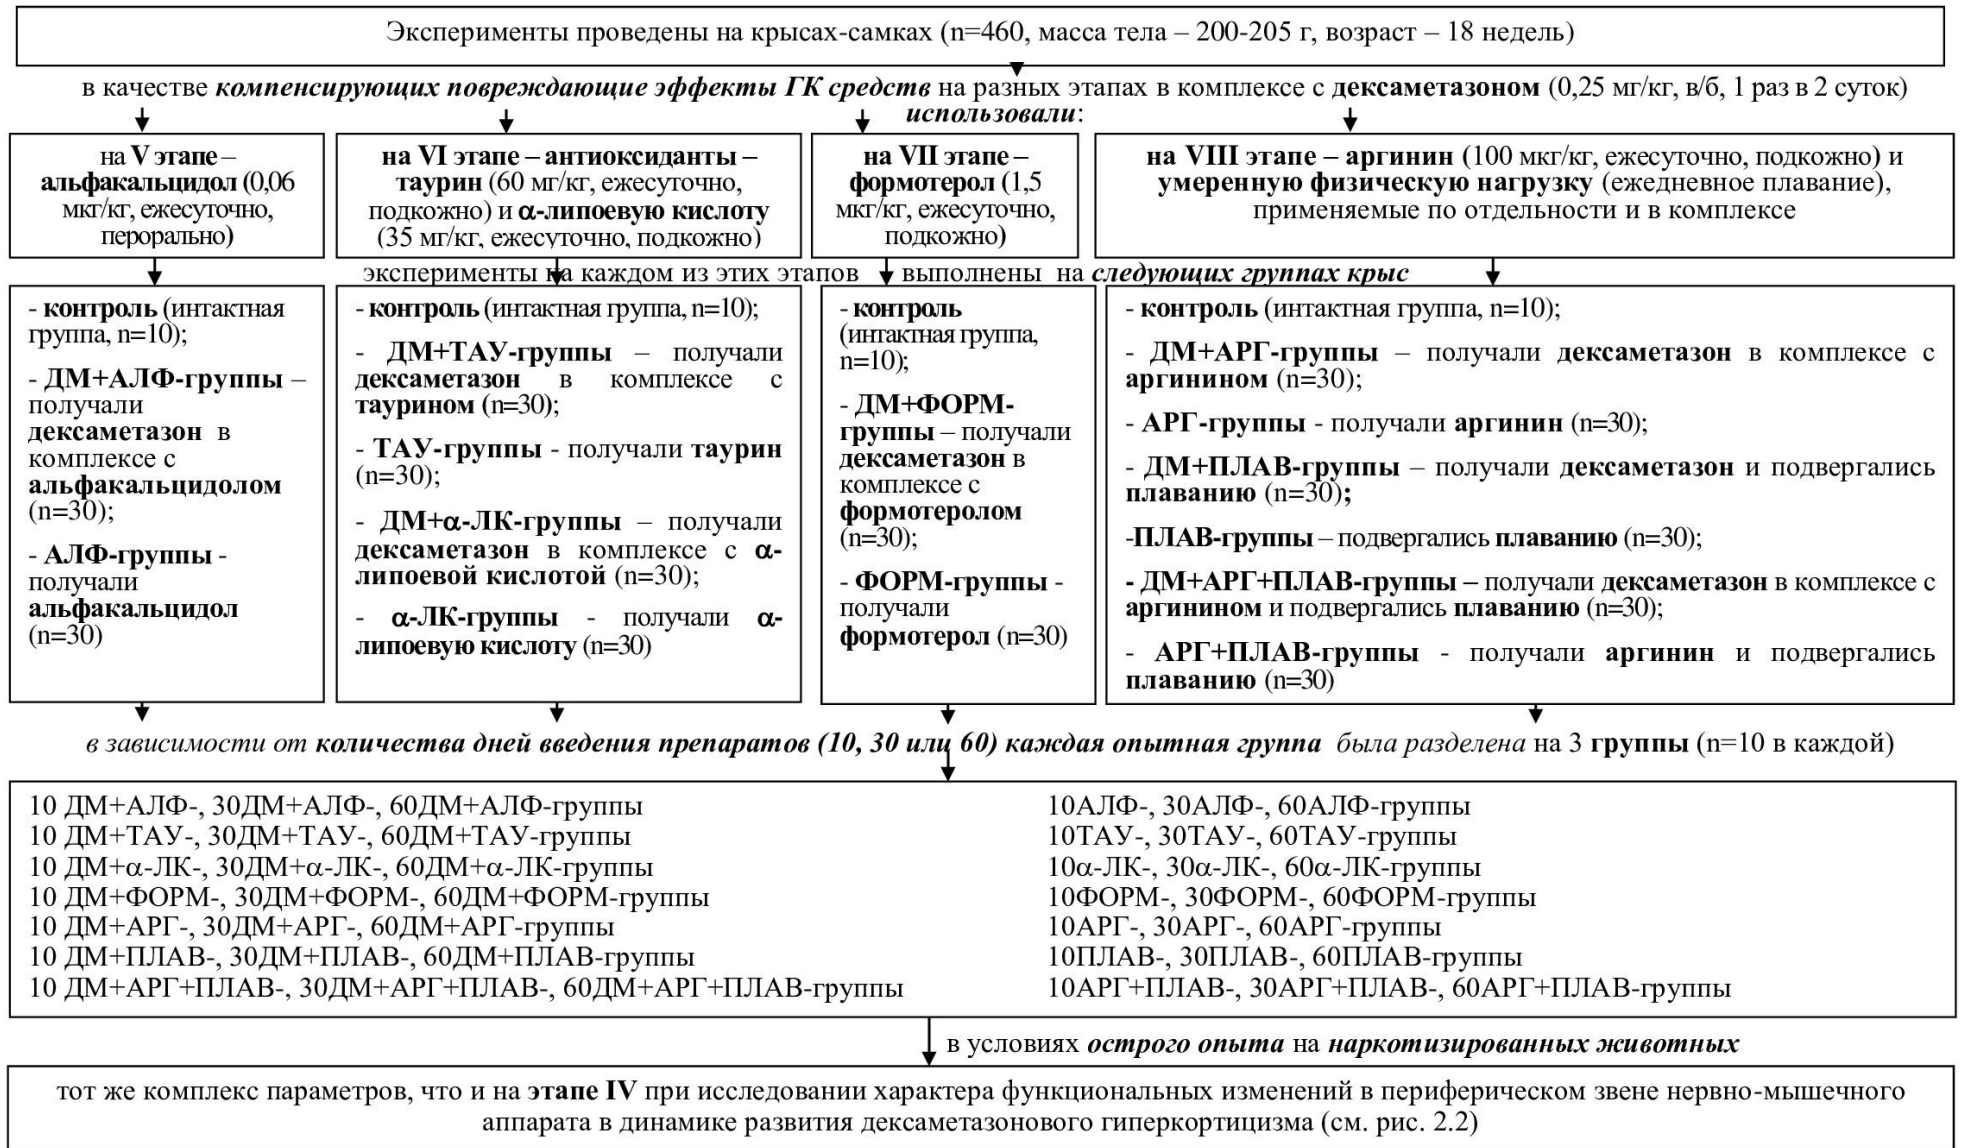 Эксперименты проведены на крысах-самках (n=460, масса тела – 200-205 г, возраст – 18 недель)
в качестве компенсирующих повреждающие эффекты ГК средств на разных этапах в комплексе с дексаметазоном (0,25 мг/кг, в/б, 1 раз в 2 суток)
использовали:
на V этапе –
альфакальцидол (0,06
мкг/кг, ежесуточно,
перорально)
на VI этапе – антиоксиданты –
таурин (60 мг/кг, ежесуточно,
подкожно) и α-липоевую кислоту
(35 мг/кг, ежесуточно, подкожно)
на VII этапе –
формотерол (1,5
мкг/кг, ежесуточно,
подкожно)
на VIII этапе – аргинин (100 мкг/кг, ежесуточно, подкожно) и
умеренную физическую нагрузку (ежедневное плавание),
применяемые по отдельности и в комплексе
эксперименты на каждом из этих этапов выполнены на следующих группах крыс
- контроль (интактная
группа, n=10);
- ДМ+АЛФ-группы –
получали
дексаметазон в
комплексе с
альфакальцидолом
(n=30);
- АЛФ-группы -
получали
альфакальцидол
(n=30)
- контроль (интактная группа, n=10);
- ДМ+ТАУ-группы – получали
дексаметазон в комплексе с
таурином (n=30);
- ТАУ-группы - получали таурин
(n=30);
- ДМ+α-ЛК-группы – получали
дексаметазон в комплексе с α-
липоевой кислотой (n=30);
- α-ЛК-группы - получали α-
липоевую кислоту (n=30)
- контроль
(интактная группа,
n=10);
- ДМ+ФОРМ-
группы – получали
дексаметазон в
комплексе с
формотеролом
(n=30);
- ФОРМ-группы -
получали
формотерол (n=30)
- контроль (интактная группа, n=10);
- ДМ+АРГ-группы – получали дексаметазон в комплексе с
аргинином (n=30);
- АРГ-группы - получали аргинин (n=30);
- ДМ+ПЛАВ-группы – получали дексаметазон и подвергались
плаванию (n=30);
-ПЛАВ-группы – подвергались плаванию (n=30);
- ДМ+АРГ+ПЛАВ-группы – получали дексаметазон в комплексе с
аргинином и подвергались плаванию (n=30);
- АРГ+ПЛАВ-группы - получали аргинин и подвергались
плаванию (n=30)
в зависимости от количества дней введения препаратов (10, 30 или 60) каждая опытная группа была разделена на 3 группы (n=10 в каждой)
10 ДМ+АЛФ-, 30ДМ+АЛФ-, 60ДМ+АЛФ-группы
10 ДМ+ТАУ-, 30ДМ+ТАУ-, 60ДМ+ТАУ-группы
10 ДМ+α-ЛК-, 30ДМ+α-ЛК-, 60ДМ+α-ЛК-группы
10 ДМ+ФОРМ-, 30ДМ+ФОРМ-, 60ДМ+ФОРМ-группы
10 ДМ+АРГ-, 30ДМ+АРГ-, 60ДМ+АРГ-группы
10 ДМ+ПЛАВ-, 30ДМ+ПЛАВ-, 60ДМ+ПЛАВ-группы
10 ДМ+АРГ+ПЛАВ-, 30ДМ+АРГ+ПЛАВ-, 60ДМ+АРГ+ПЛАВ-группы
10АЛФ-, 30АЛФ-, 60АЛФ-группы
10ТАУ-, 30ТАУ-, 60ТАУ-группы
10α-ЛК-, 30α-ЛК-, 60α-ЛК-группы
10ФОРМ-, 30ФОРМ-, 60ФОРМ-группы
10АРГ-, 30АРГ-, 60АРГ-группы
10ПЛАВ-, 30ПЛАВ-, 60ПЛАВ-группы
10АРГ+ПЛАВ-, 30АРГ+ПЛАВ-, 60АРГ+ПЛАВ-группы
в условиях острого опыта на наркотизированных животных
тот же комплекс параметров, что и на этапе IV при исследовании характера функциональных изменений в периферическом звене нервно-мышечного
аппарата в динамике развития дексаметазонового гиперкортицизма (см. рис. 2.2)